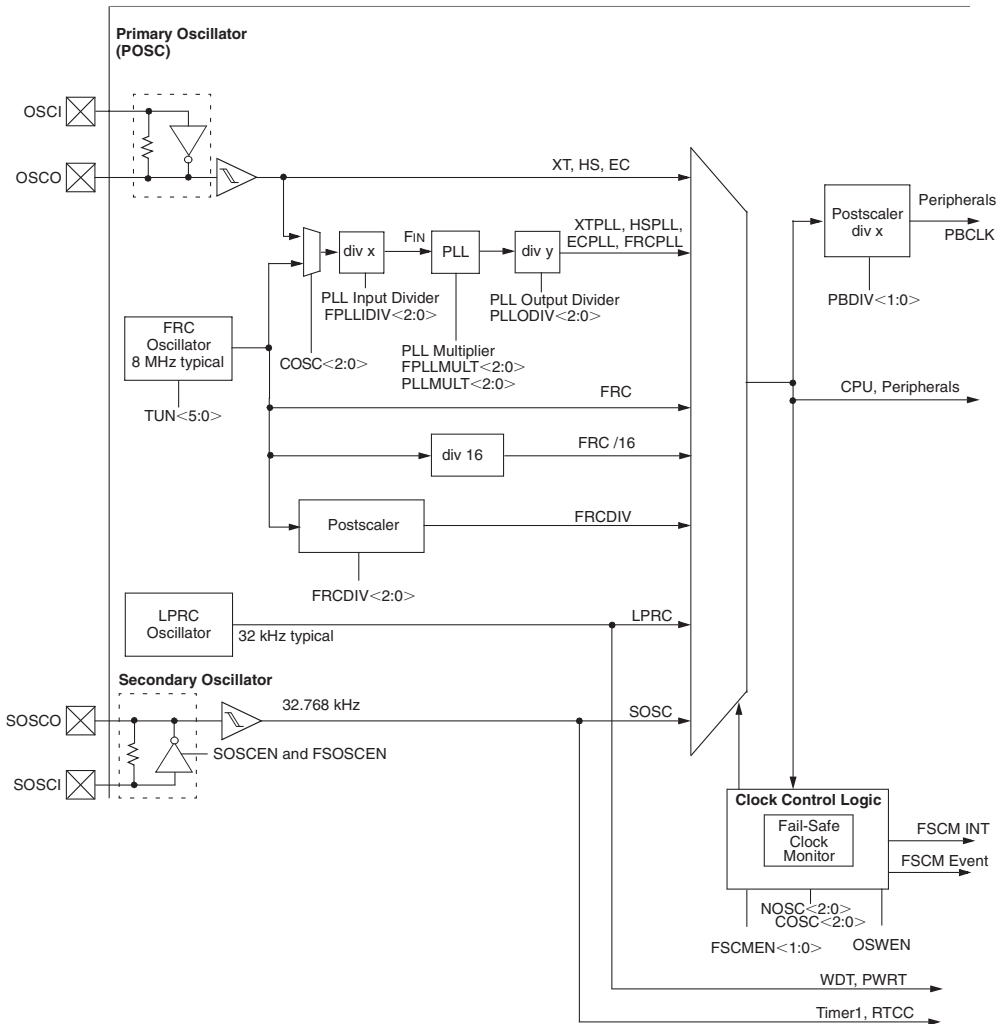 Primary Oscillator
(POSC)
OSCI
OSCO
XT, HS, EC
Peripherals
Postscaler
div x
PBCLK
PBDIV<1:0>
XTPLL, HSPLL,
ECPLL, FRCPLL
FIN
div x
PLL
div y
PLL Input Divider
FPLLIDIV<2:0>
PLL Output Divider
PLLODIV<2:0>
FRC
Oscillator
8 MHz typical
COSC<2:0>
PLL Multiplier
FPLLMULT<2:0>
PLLMULT<2:0>
TUN<5:0>
FRC
CPU, Peripherals
div 16
FRC /16
Postscaler
FRCDIV
FRCDIV<2:0>
LPRC
Oscillator
32 kHz typical
LPRC
Secondary Oscillator
32.768 kHz
SOSCO
SOSC
SOSCEN and FSOSCEN
SOSCI
Clock Control Logic
Fail-Safe
Clock
Monitor
FSCM INT
FSCM Event
NOSC<2:0>
COSC<2:0>
FSCMEN<1:0>
OSWEN
WDT, PWRT
Timer1, RTCC